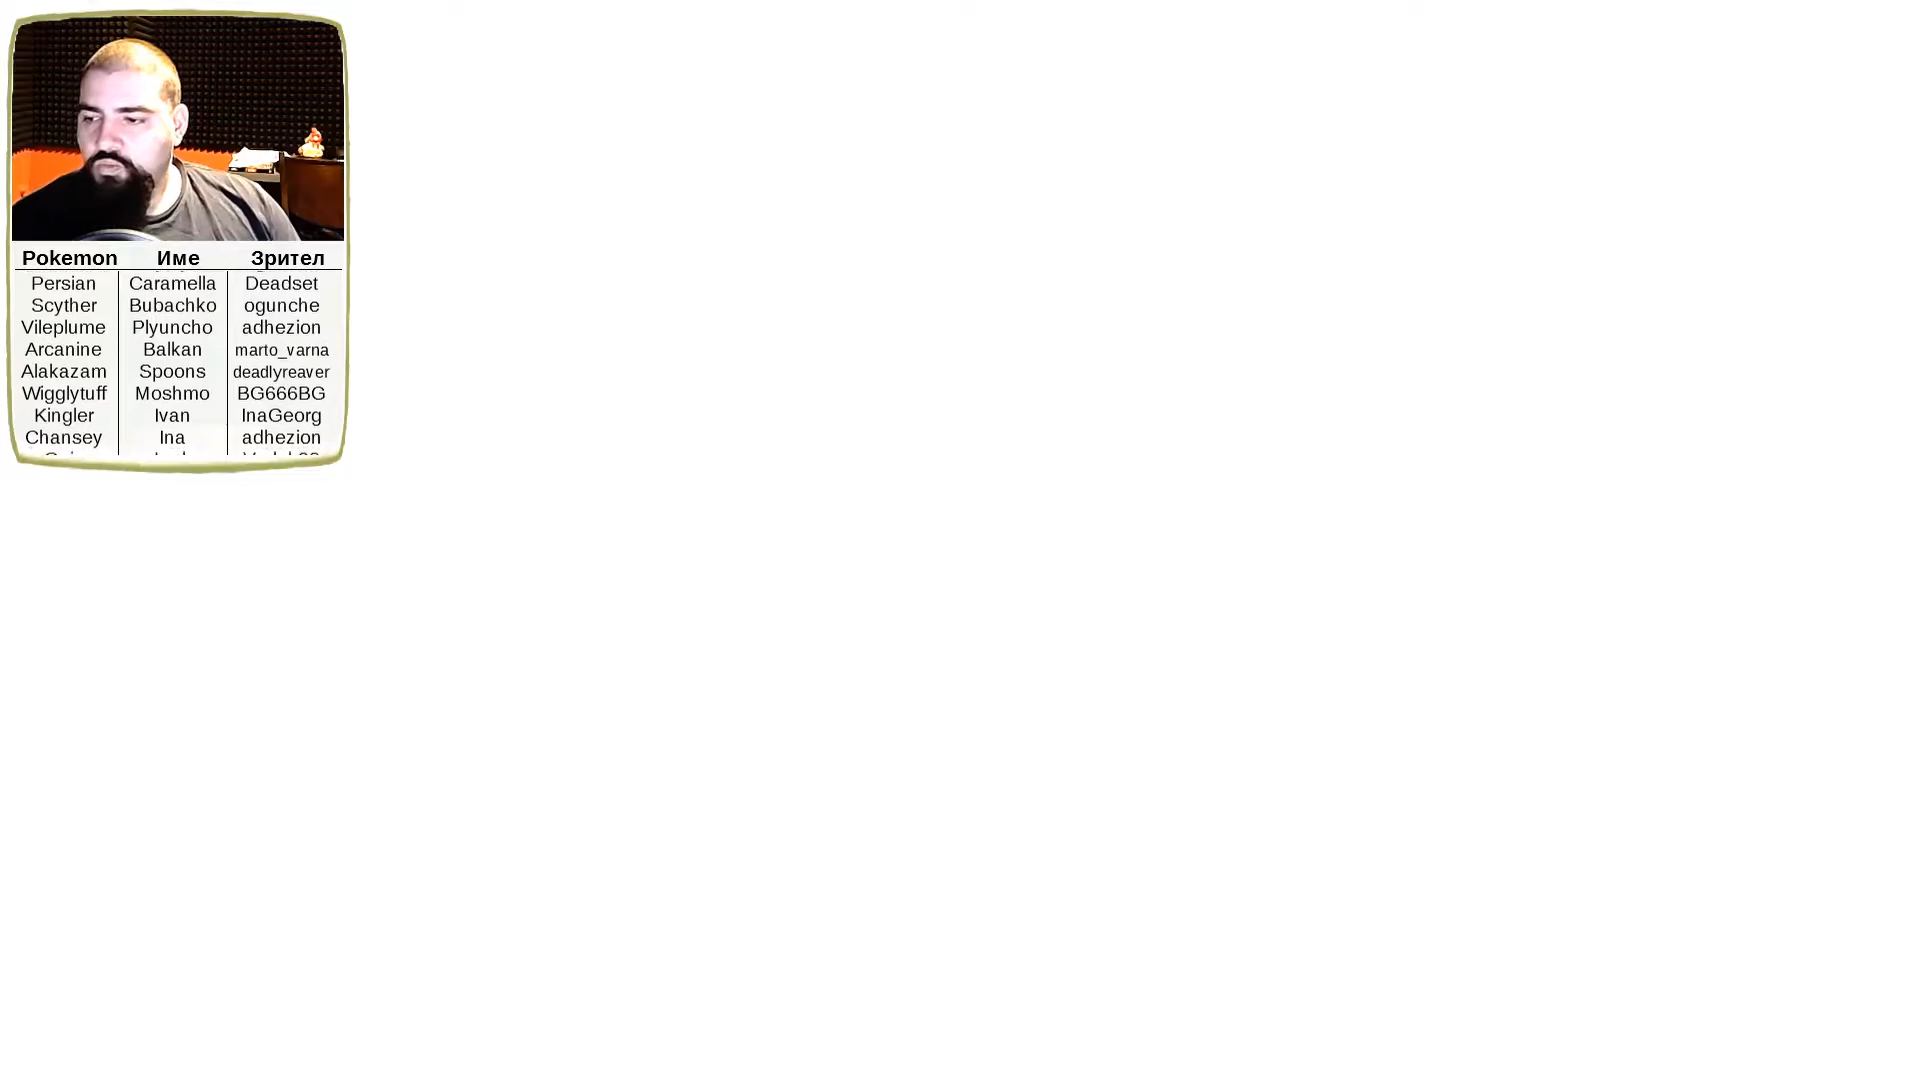 Pokemon Име Зрител
Persian Caramella Deadset
Scyther Bubachko ogunche
Vileplume Plyuncho adhezion
Arcanine Balkan marto_varna
Alakazam Spoons deadlyreaver
Wigglytuff Moshmo BG666BG
Kingler Ivan InaGeorg
Chansey Ina adhezion